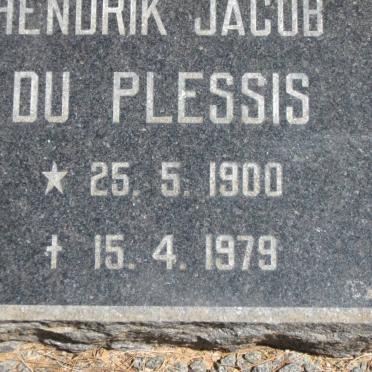 HENDRIK JACOB
DU PLESSIS
★ 25. 5. 1900
† 15. 4. 1979